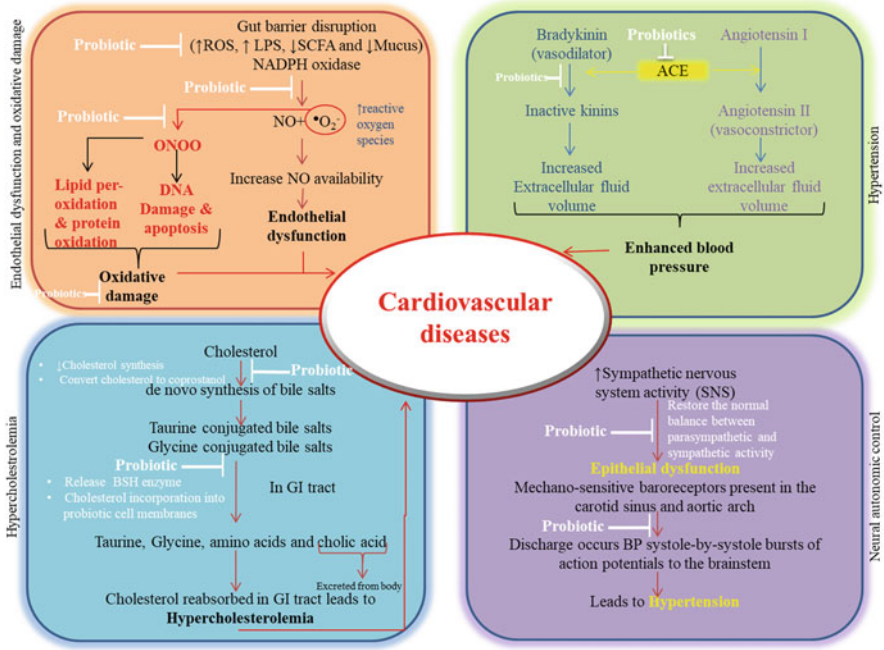 Endothelial dysfunction and oxidative damage
Gut barrier disruption
Probiotic
(↑ROS, ↑ LPS, ↓SCFA and ↓Mucus)
NADPH oxidase
Probiotic
Probiotic
NO+ •O₂⁻
↑reactive
oxygen
species
ONOO
Lipid per-
oxidation
& protein
oxidation
DNA
Damage &
apoptosis
Increase NO availability
Endothelial
dysfunction
Oxidative
damage
Probiotics
Hypertension
Bradykinin
(vasodilator)
Probiotics
ACE
Angiotensin I
Probiotics
Inactive kinins
Angiotensin II
(vasoconstrictor)
Increased
Extracellular fluid
volume
Increased
extracellular fluid
volume
Enhanced blood
pressure
Cardiovascular
diseases
Hypercholestrolemia
Cholesterol
• ↓Cholesterol synthesis
• Convert cholesterol to coprostanol
Probiotic
de novo synthesis of bile salts
Taurine conjugated bile salts
Glycine conjugated bile salts
Probiotic
• Release BSH enzyme
• Cholesterol incorporation into
probiotic cell membranes
In GI tract
Taurine, Glycine, amino acids and cholic acid
Excreted from body
Cholesterol reabsorbed in GI tract leads to
Hypercholesterolemia
Neural autonomic control
↑Sympathetic nervous
system activity (SNS)
Probiotic
Restore the normal
balance between
parasympathetic and
sympathetic activity
Epithelial dysfunction
Mechano-sensitive baroreceptors present in the
carotid sinus and aortic arch
Probiotic
Discharge occurs BP systole-by-systole bursts of
action potentials to the brainstem
Leads to Hypertension